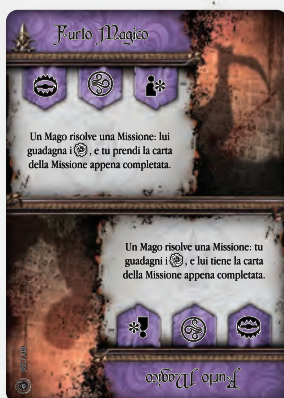 Furto Magico
Un Mago risolve una Missione: lui
guadagna i , e tu prendi la carta
della Missione appena completata.
Un Mago risolve una Missione: tu
guadagni i , e lui tiene la carta
della Missione appena completata.
Furto Magico